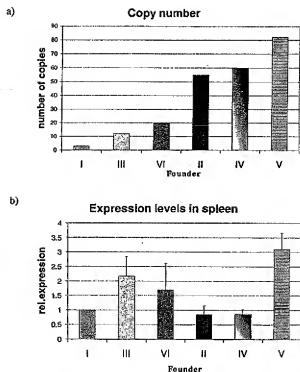 a)
Copy number
number of copies
90
80
70
60
50
40
30
20
10
0
I III VI II IV V
Founder
b)
Expression levels in spleen
rel.expression
4
3.5
3
2.5
2
1.5
1
0.5
0
I III VI II IV V
Founder